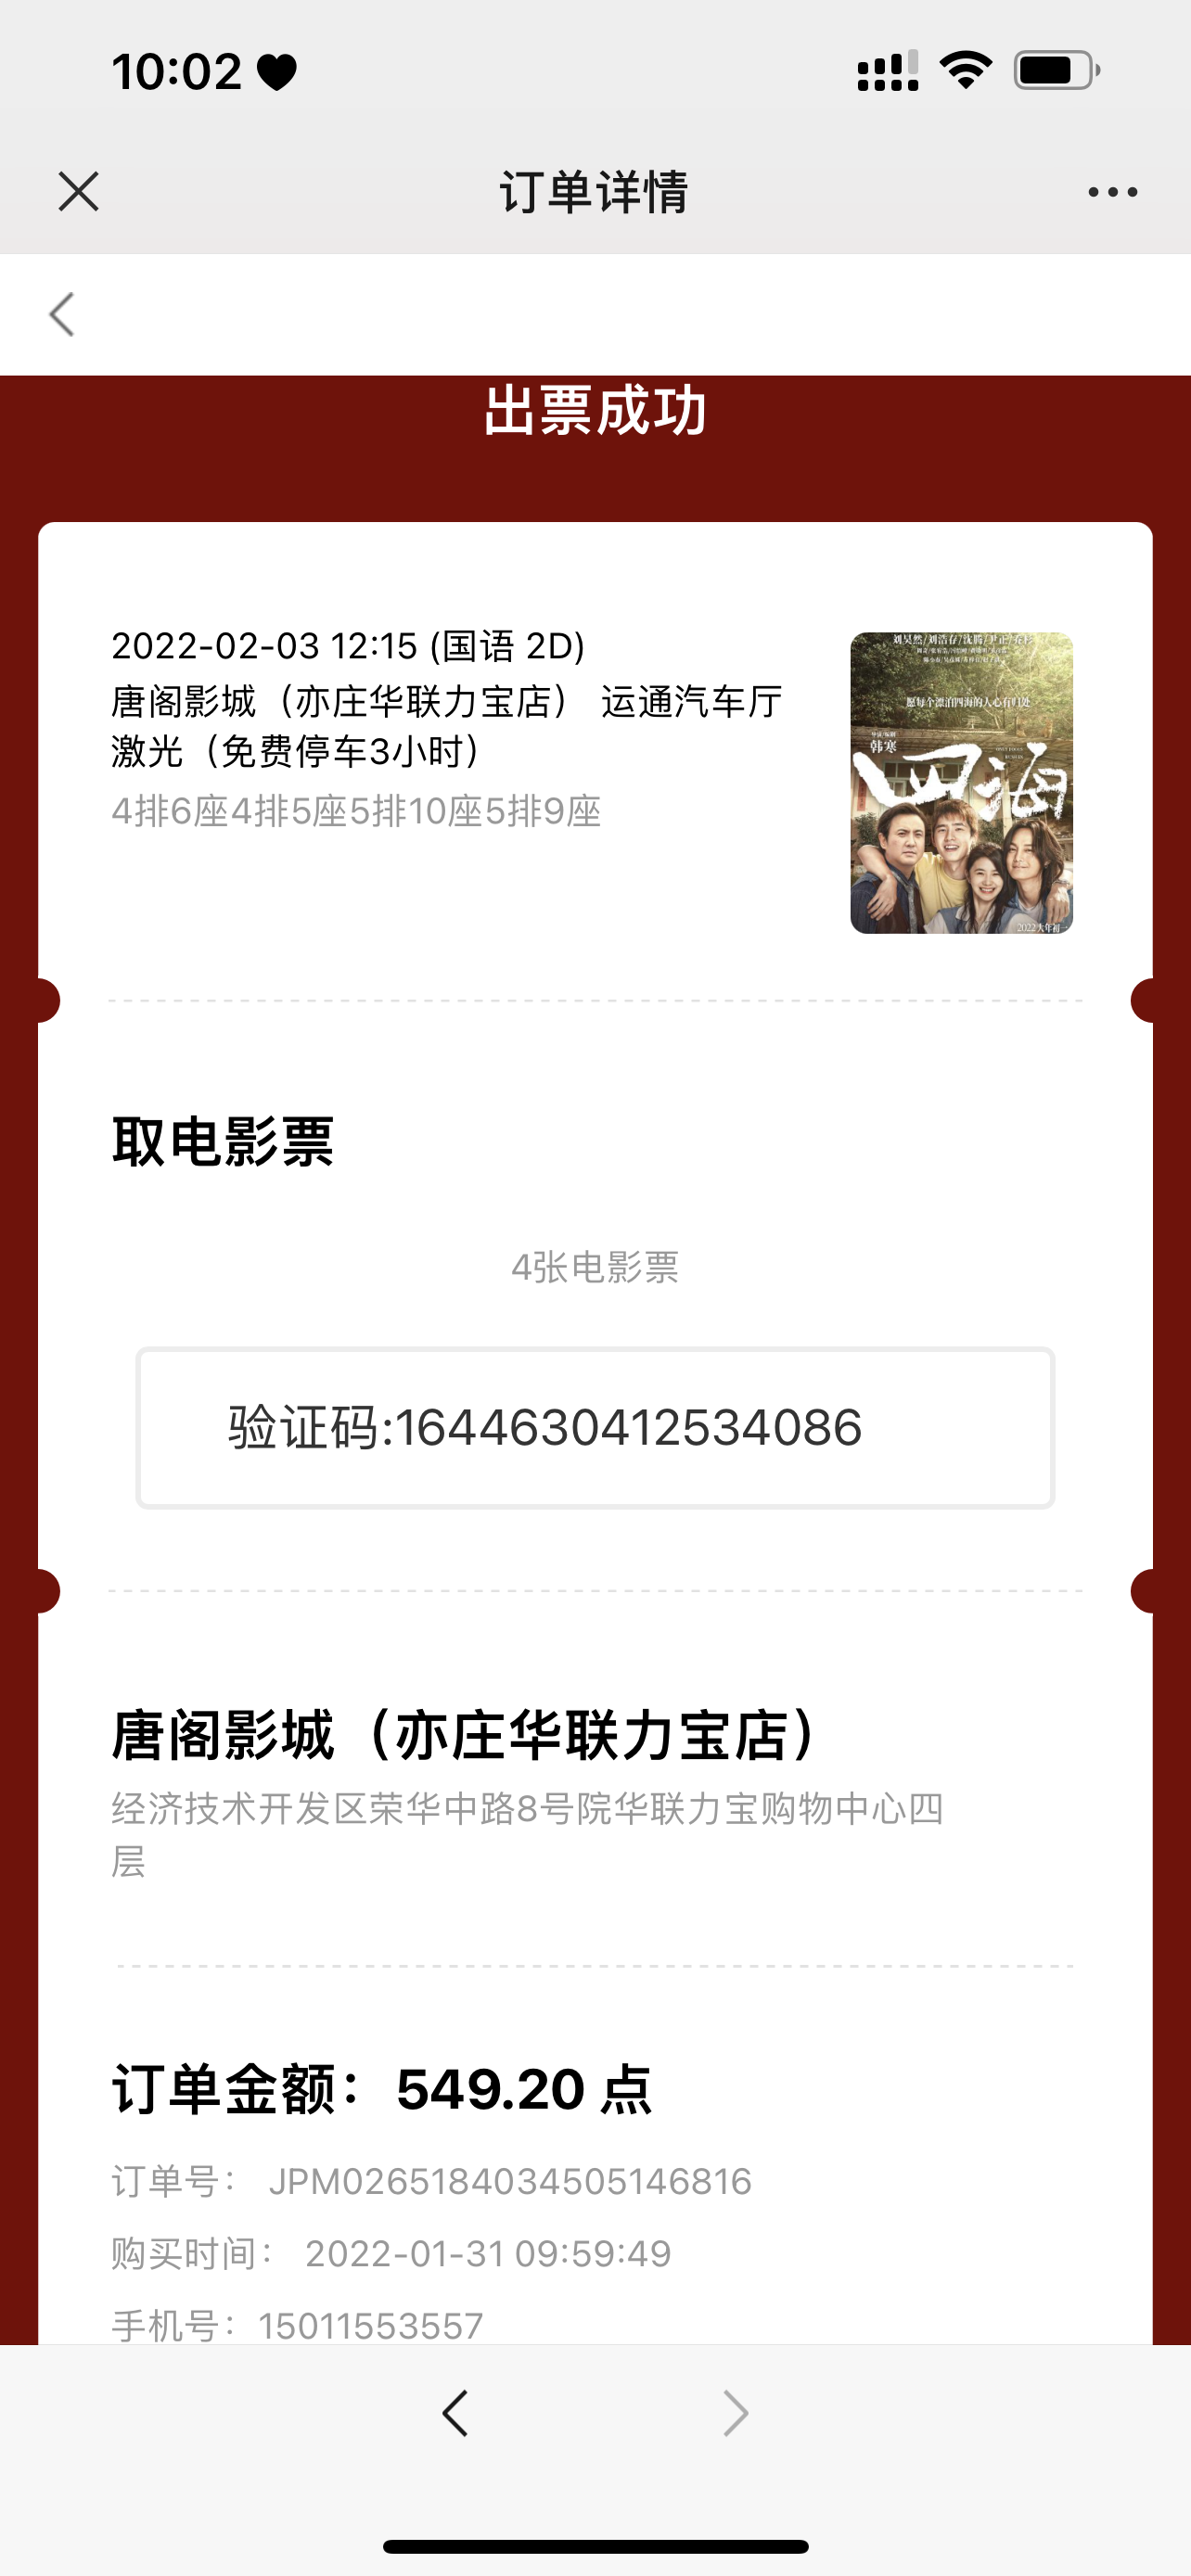 10:02
订单详情
出票成功
2022-02-03 12:15 (国语 2D)
唐阁影城（亦庄华联力宝店） 运通汽车厅
激光（免费停车3小时）
4排6座4排5座5排10座5排9座
刘昊然/刘浩存/沈腾/尹正/乔杉
愿每个漂泊四海的人心有归处
韩寒
四海
2022大年初一
取电影票
4张电影票
验证码:1644630412534086
唐阁影城（亦庄华联力宝店）
经济技术开发区荣华中路8号院华联力宝购物中心四
层
订单金额：549.20 点
订单号： JPM0265184034505146816
购买时间： 2022-01-31 09:59:49
手机号：15011553557